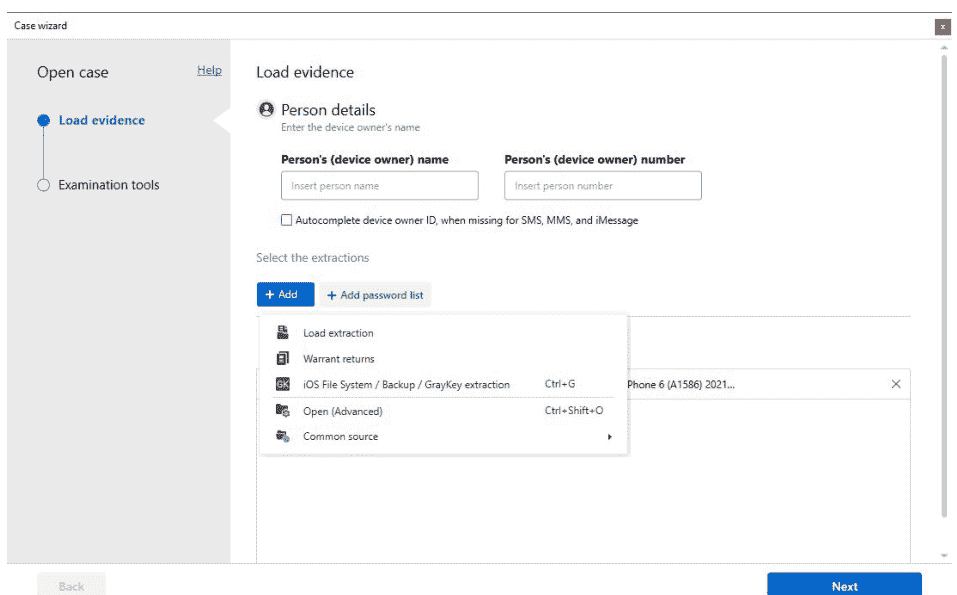 Case wizard
x
Open case
Help
Load evidence
Examination tools
Load evidence
Person details
Enter the device owner's name
Person's (device owner) name
Person's (device owner) number
Insert person name
Insert person number
Autocomplete device owner ID, when missing for SMS, MMS, and iMessage
Select the extractions
+ Add
+ Add password list
Load extraction
Warrant returns
GK
iOS File System / Backup / GrayKey extraction Ctrl+G
Phone 6 (A1586) 2021...
Open (Advanced) Ctrl+Shift+O
Common source
Back
Next